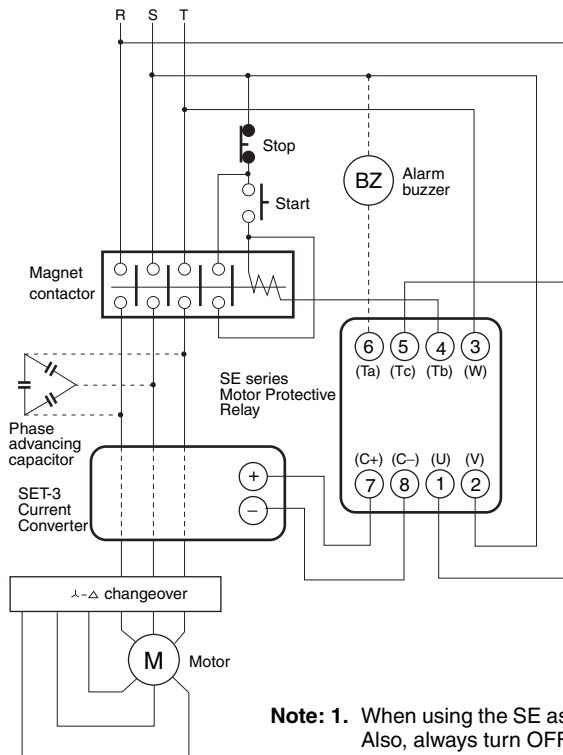 R S T
Stop
Start
BZ
Alarm
buzzer
Magnet
contactor
6 5 4 3
(Ta) (Tc) (Tb) (W)
SE series
Motor Protective
Relay
Phase
advancing
capacitor
(C+) (C−) (U) (V)
7 8 1 2
+
−
SET-3
Current
Converter
⅄-△ changeover
M
Motor
Note: 1. When using the SE as
Also, always turn OFF